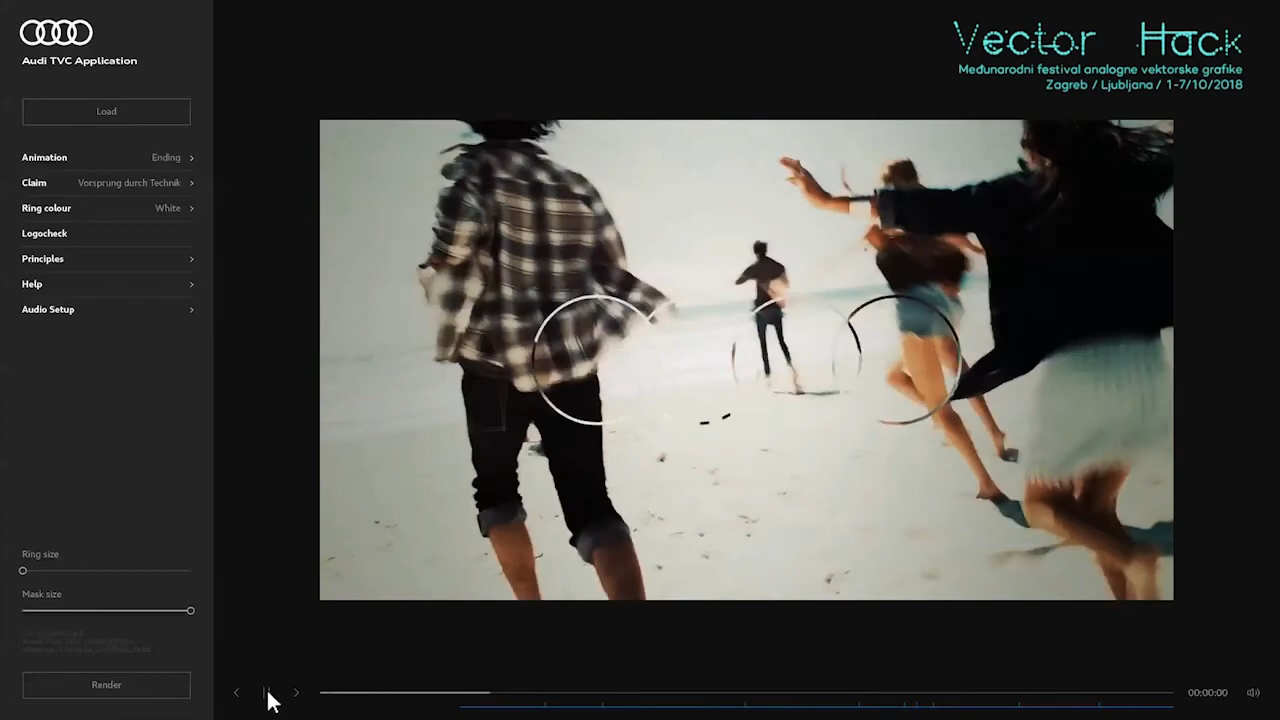 Audi TVC Application
Load
Animation Ending
Claim Vorsprung durch Technik
Ring colour White
Logocheck
Principles
Help
Audio Setup
Ring size
Mask size
Render
Vector Hack
Međunarodni festival analogne vektorske grafike
Zagreb / Ljubljana / 1-7/10/2018
00:00:00